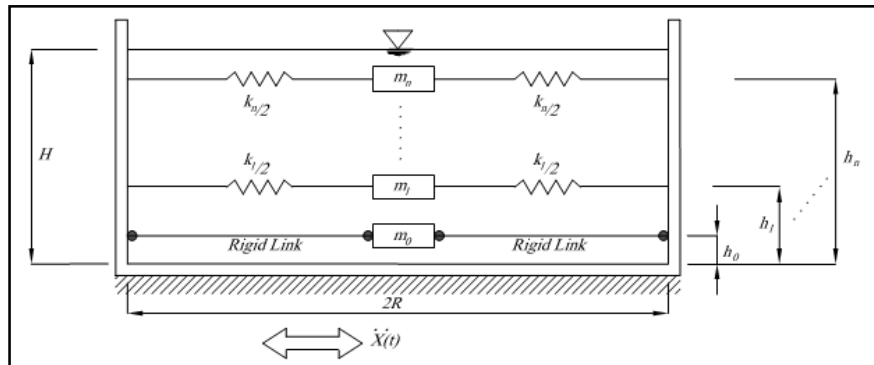 m_n
k_n/2
k_n/2
H
h_n
k_1/2
m_1
k_1/2
h_1
m_0
Rigid Link
Rigid Link
h_0
2R
Ẍ(t)